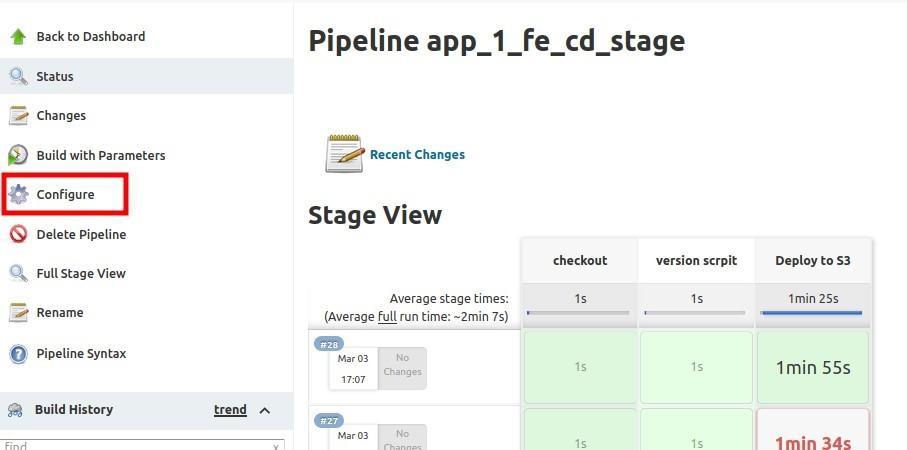 Back to Dashboard
Status
Changes
Build with Parameters
Configure
Delete Pipeline
Full Stage View
Rename
Pipeline Syntax
Build History trend
find x
Pipeline app_1_fe_cd_stage
Recent Changes
Stage View
checkout version scrpit Deploy to S3
Average stage times: 1s 1s 1min 25s
(Average full run time: ~2min 7s)
#28
Mar 03 No
17:07 Changes
1s 1s 1min 55s
#27
Mar 03 No
Changes
1s 1s 1min 34s